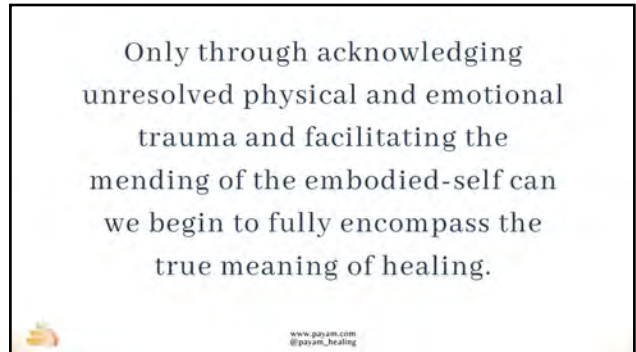 Only through acknowledging
unresolved physical and emotional
trauma and facilitating the
mending of the embodied-self can
we begin to fully encompass the
true meaning of healing.
www.payam.com
@payam_healing